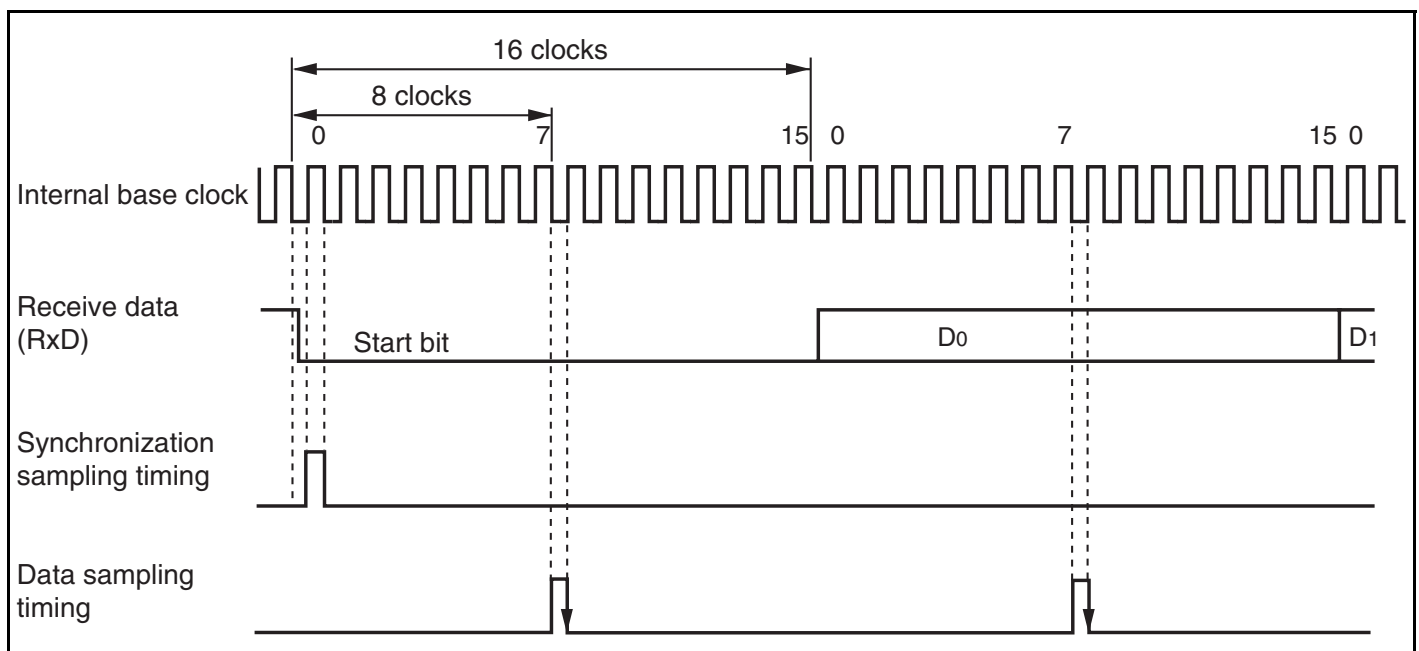 16 clocks
8 clocks
0 7 15 0 7 15 0
Internal base clock
Receive data
(RxD)
Start bit
D0
D1
Synchronization
sampling timing
Data sampling
timing